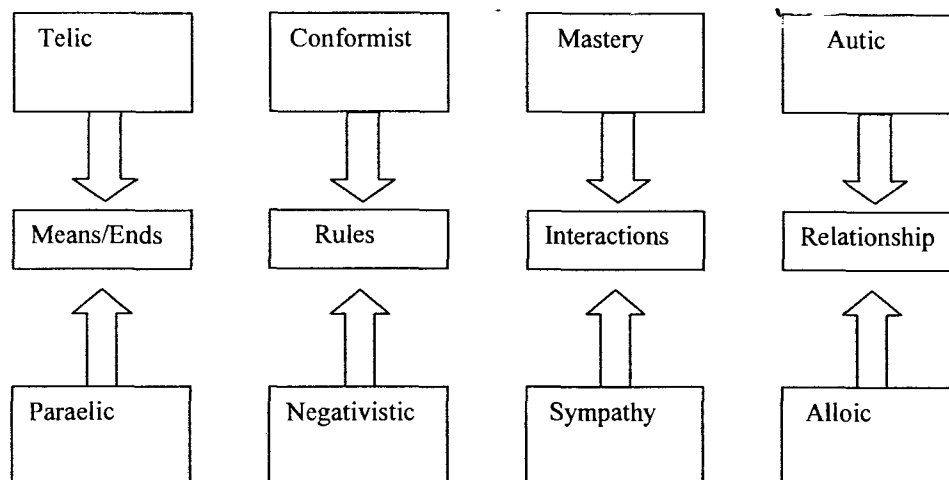 Telic
Conformist
Mastery
Autic
Means/Ends
Rules
Interactions
Relationship
Paraelic
Negativistic
Sympathy
Alloic